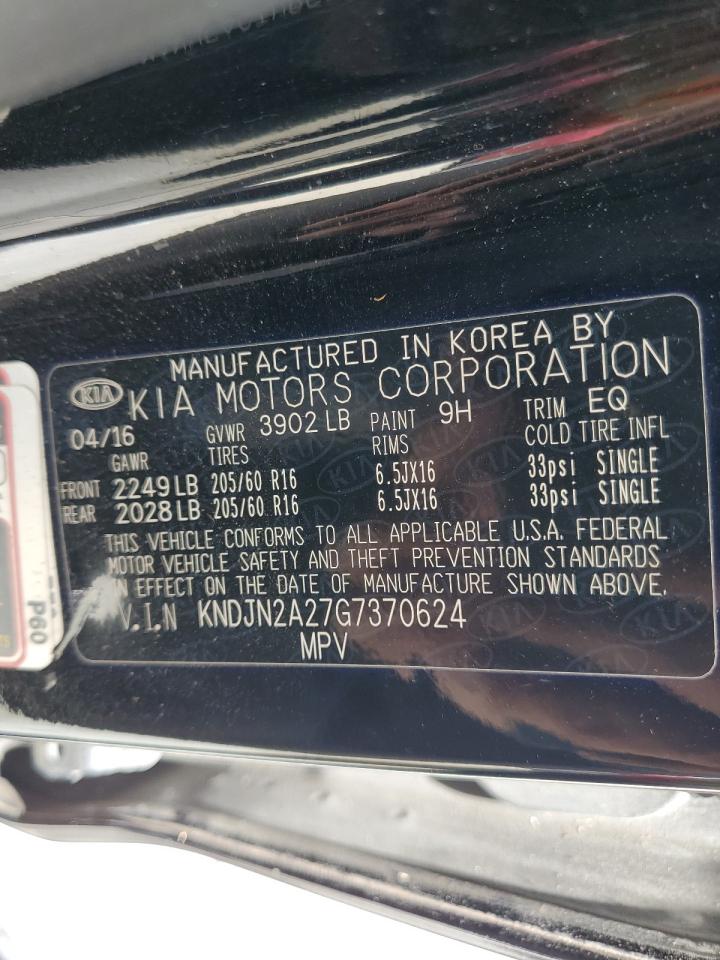 MANUFACTURED IN KOREA BY
KIA KIA MOTORS CORPORATION
04/16 GVWR 3902 LB PAINT 9H TRIM EQ
GAWR TIRES RIMS COLD TIRE INFL
FRONT 2249 LB 205/60 R16 6.5JX16 33psi SINGLE
REAR 2028 LB 205/60 R16 6.5JX16 33psi SINGLE
THIS VEHICLE CONFORMS TO ALL APPLICABLE U.S.A. FEDERAL
MOTOR VEHICLE SAFETY AND THEFT PREVENTION STANDARDS
IN EFFECT ON THE DATE OF MANUFACTURE SHOWN ABOVE.
V.I.N KNDJN2A27G7370624
MPV
P60